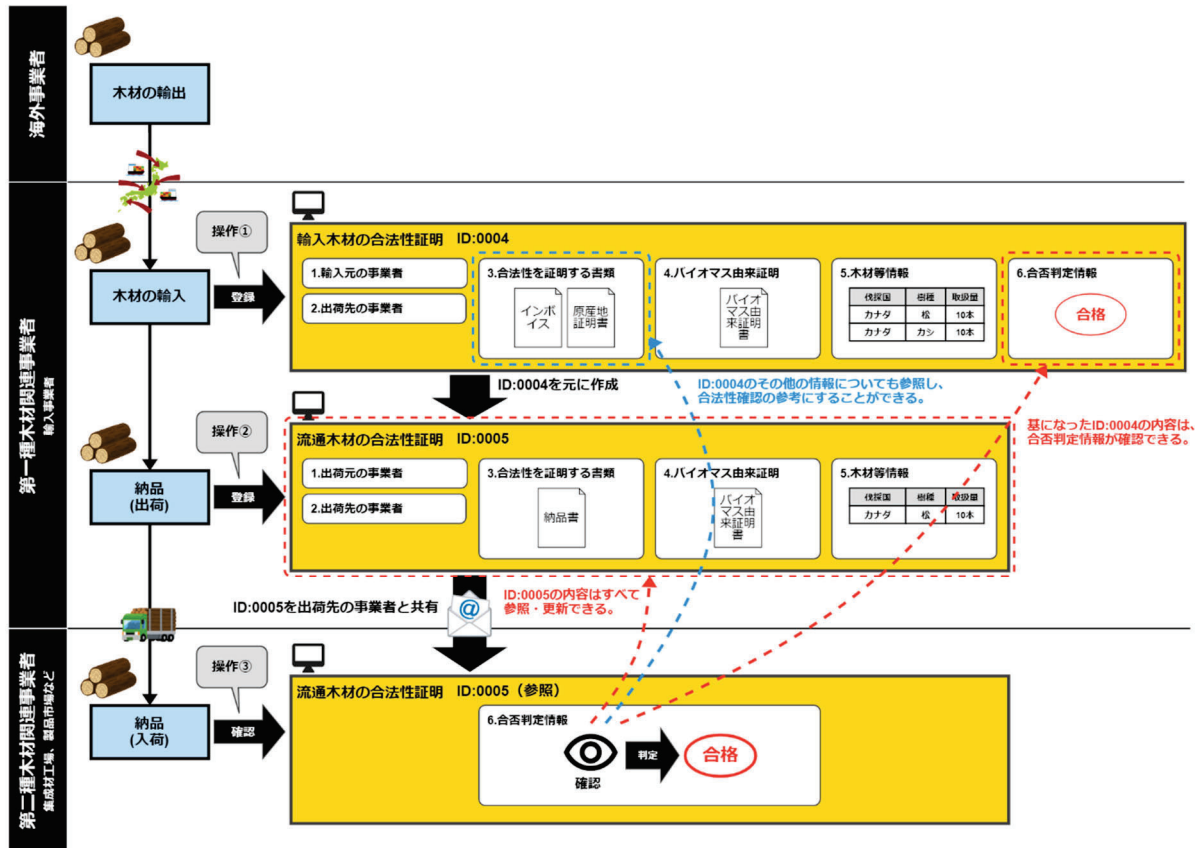 海外事業者
木材の輸出
第一種木材関連事業者
輸入事業者
木材の輸入
操作①
登録
輸入木材の合法性証明 ID:0004
1.輸入元の事業者
2.出荷先の事業者
3.合法性を証明する書類
インボ
イス
原産地
証明書
4.バイオマス由来証明
バイオ
マス由
来証明
書
5.木材等情報
伐採国 樹種 取扱量
カナダ 松 10本
カナダ カシ 10本
6.合否判定情報
合格
ID:0004を元に作成
ID:0004のその他の情報についても参照し、
合法性確認の参考にすることができる。
基になったID:0004の内容は、
合否判定情報が確認できる。
納品
(出荷)
操作②
登録
流通木材の合法性証明 ID:0005
1.出荷元の事業者
2.出荷先の事業者
3.合法性を証明する書類
納品書
4.バイオマス由来証明
バイオ
マス由
来証明
書
5.木材等情報
伐採国 樹種 取扱量
カナダ 松 10本
ID:0005を出荷先の事業者と共有
@
ID:0005の内容はすべて
参照・更新できる。
第二種木材関連事業者
集成材工場、製品市場など
納品
(入荷)
操作③
確認
流通木材の合法性証明 ID:0005（参照）
6.合否判定情報
確認
判定
合格